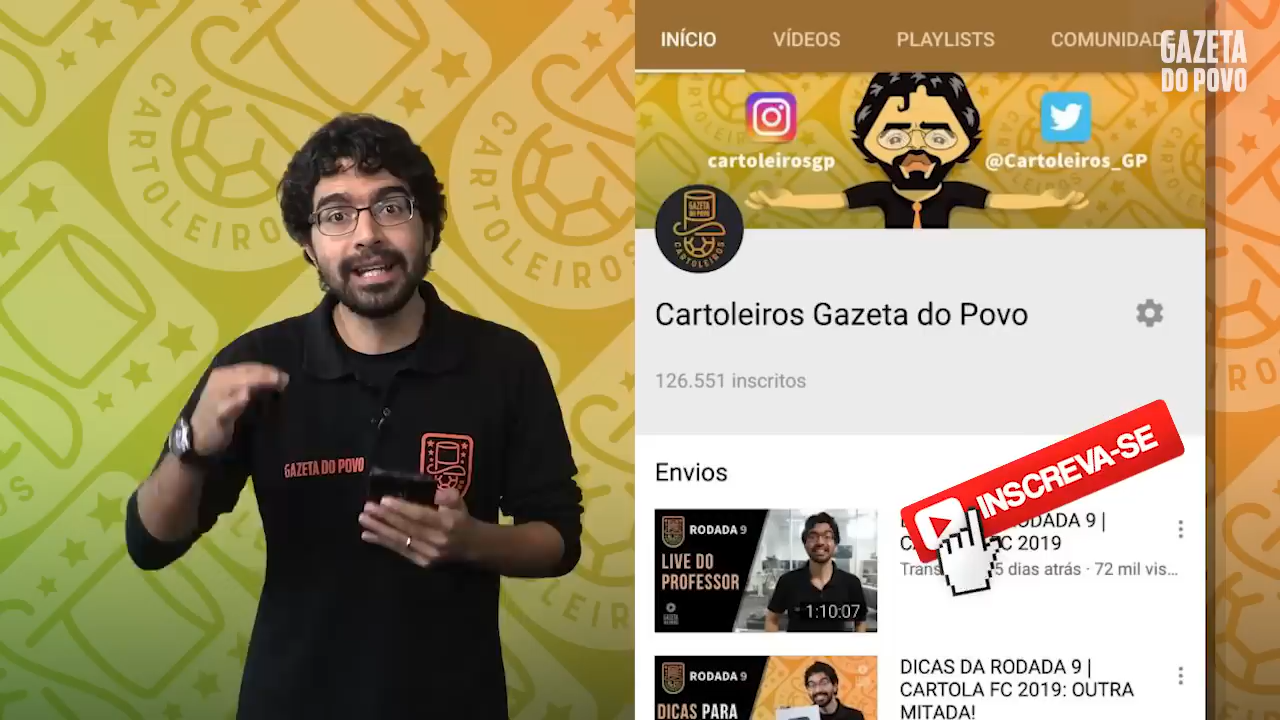 INÍCIO VÍDEOS PLAYLISTS COMUNIDADE
GAZETA
DO POVO
cartoleirosgp
@Cartoleiros_GP
GAZETA
DO POVO
CARTOLEIROS
Cartoleiros Gazeta do Povo
126.551 inscritos
INSCREVA-SE
Envios
RODADA 9
LIVE DO
PROFESSOR
1:10:07
RODADA 9 |
FC 2019
5 dias atrás · 72 mil vis...
RODADA 9
DICAS PARA
DICAS DA RODADA 9 |
CARTOLA FC 2019: OUTRA
MITADA!
GAZETA DO POVO
CARTOLEIROS
CARTOLEIROS